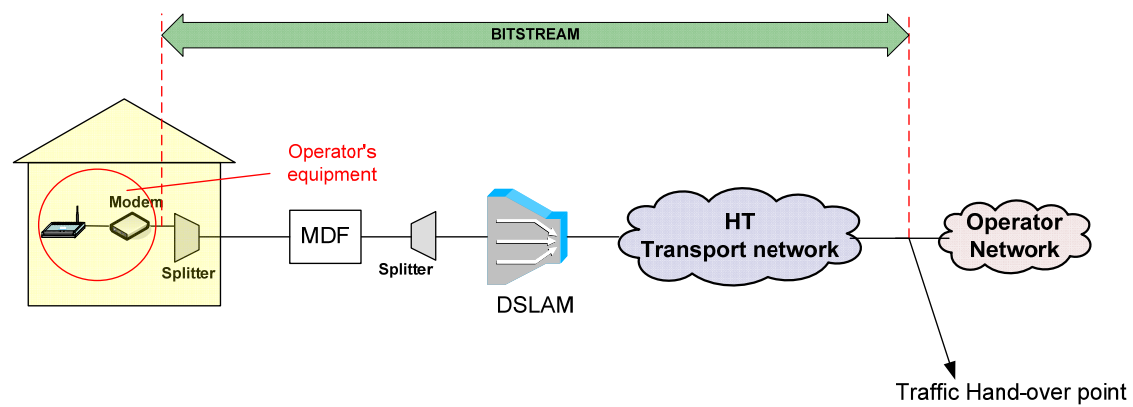 BITSTREAM
Operator's
equipment
Modem
Splitter
MDF
Splitter
DSLAM
HT
Transport network
Operator
Network
Traffic Hand-over point